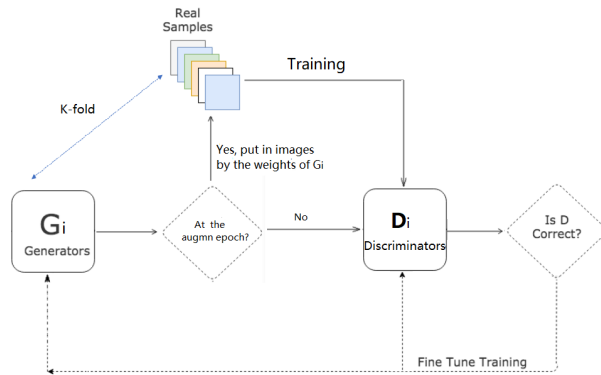 Real
Samples
Training
K-fold
Yes, put in images
by the weights of Gi
Gi
Generators
At the
augmn epoch?
No
Di
Discriminators
Is D
Correct?
Fine Tune Training